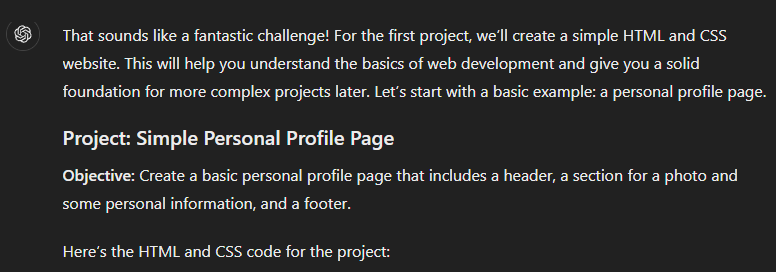 That sounds like a fantastic challenge! For the first project, we'll create a simple HTML and CSS
website. This will help you understand the basics of web development and give you a solid
foundation for more complex projects later. Let's start with a basic example: a personal profile page.
Project: Simple Personal Profile Page
Objective: Create a basic personal profile page that includes a header, a section for a photo and
some personal information, and a footer.
Here's the HTML and CSS code for the project: